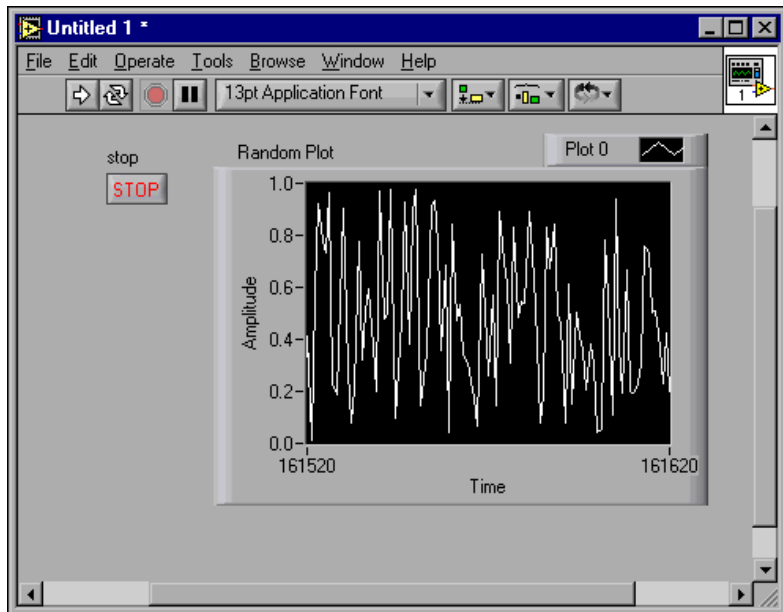 Untitled 1 *
File Edit Operate Tools Browse Window Help
13pt Application Font
1
stop
STOP
Random Plot
Plot 0
1.0
0.8
0.6
0.4
0.2
0.0
Amplitude
161520
161620
Time